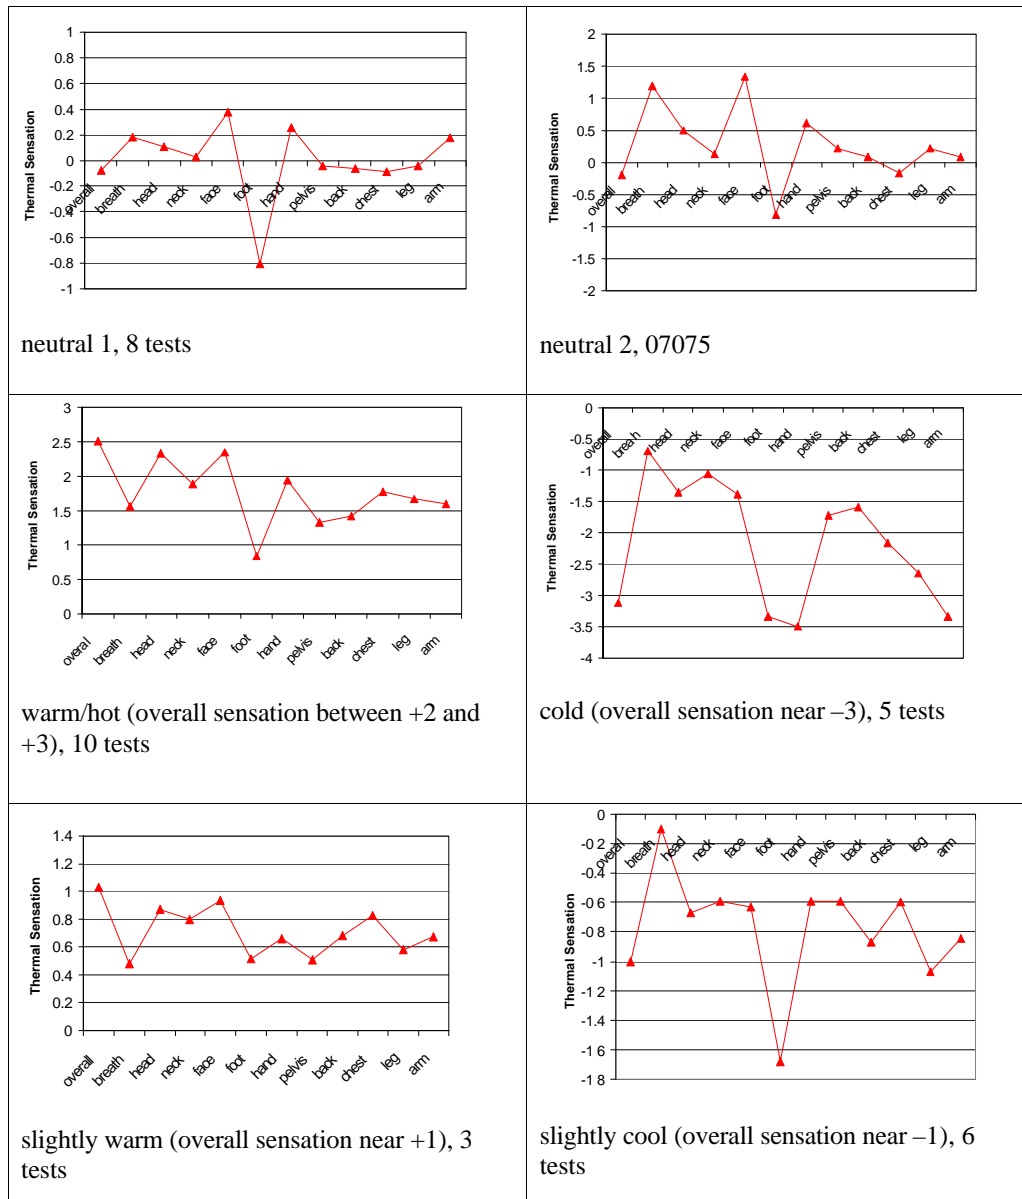 1
0.8
0.6
0.4
0.2
0
-0.2
-0.4
-0.6
-0.8
-1
Thermal Sensation
overall breath head neck face foot hand pelvis back chest leg arm
neutral 1, 8 tests
2
1.5
1
0.5
0
-0.5
-1
-1.5
-2
Thermal Sensation
overall breath head neck face foot hand pelvis back chest leg arm
neutral 2, 07075
3
2.5
2
1.5
1
0.5
0
Thermal Sensation
overall breath head neck face foot hand pelvis back chest leg arm
warm/hot (overall sensation between +2 and
+3), 10 tests
0
-0.5
-1
-1.5
-2
-2.5
-3
-3.5
-4
Thermal Sensation
overall breath head neck face foot hand pelvis back chest leg arm
cold (overall sensation near –3), 5 tests
1.4
1.2
1
0.8
0.6
0.4
0.2
0
Thermal Sensation
overall breath head neck face foot hand pelvis back chest leg arm
slightly warm (overall sensation near +1), 3
tests
0
-0.2
-0.4
-0.6
-0.8
-1
-1.2
-1.4
-1.6
-1.8
Thermal Sensation
overall breath head neck face foot hand pelvis back chest leg arm
slightly cool (overall sensation near –1), 6
tests